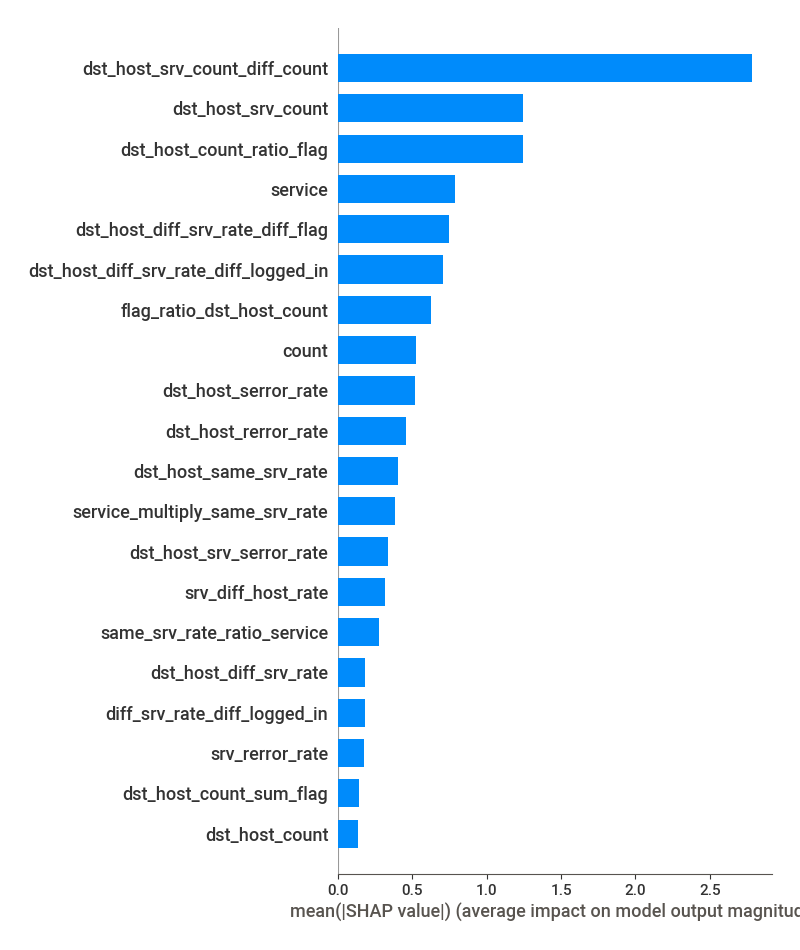 dst_host_srv_count_diff_count
dst_host_srv_count
dst_host_count_ratio_flag
service
dst_host_diff_srv_rate_diff_flag
dst_host_diff_srv_rate_diff_logged_in
flag_ratio_dst_host_count
count
dst_host_serror_rate
dst_host_rerror_rate
dst_host_same_srv_rate
service_multiply_same_srv_rate
dst_host_srv_serror_rate
srv_diff_host_rate
same_srv_rate_ratio_service
dst_host_diff_srv_rate
diff_srv_rate_diff_logged_in
srv_rerror_rate
dst_host_count_sum_flag
dst_host_count
0.0 0.5 1.0 1.5 2.0 2.5
mean(|SHAP value|) (average impact on model output magnitud